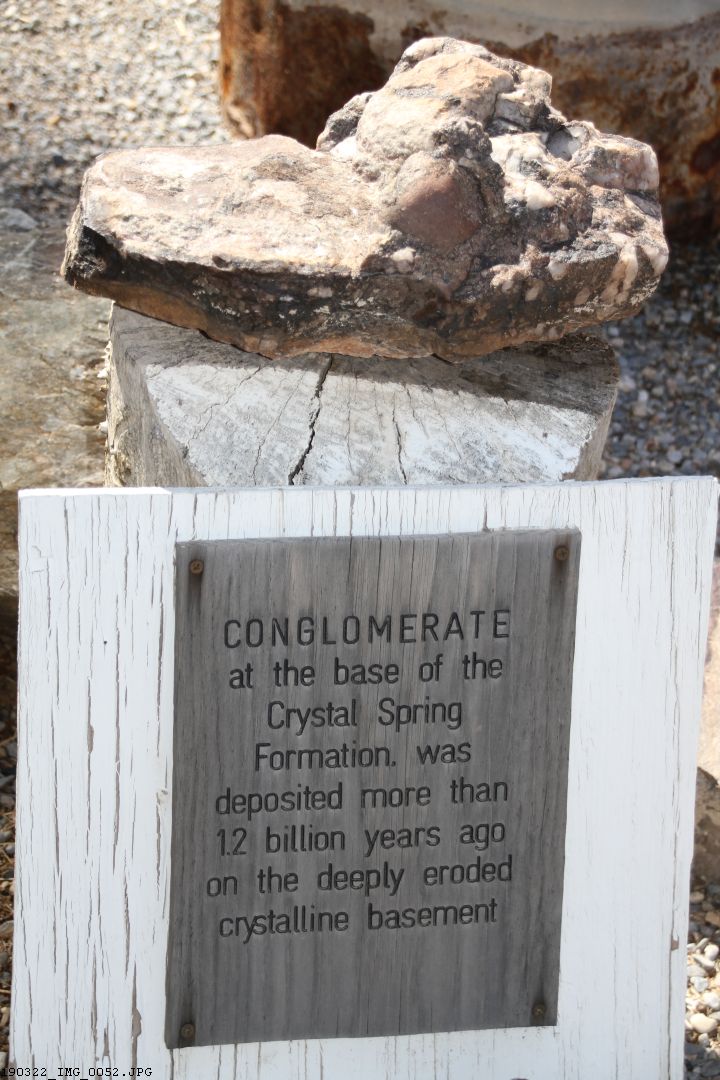 CONGLOMERATE
at the base of the
Crystal Spring
Formation. was
deposited more than
1.2 billion years ago
on the deeply eroded
crystalline basement
190322_IMG_0052.JPG